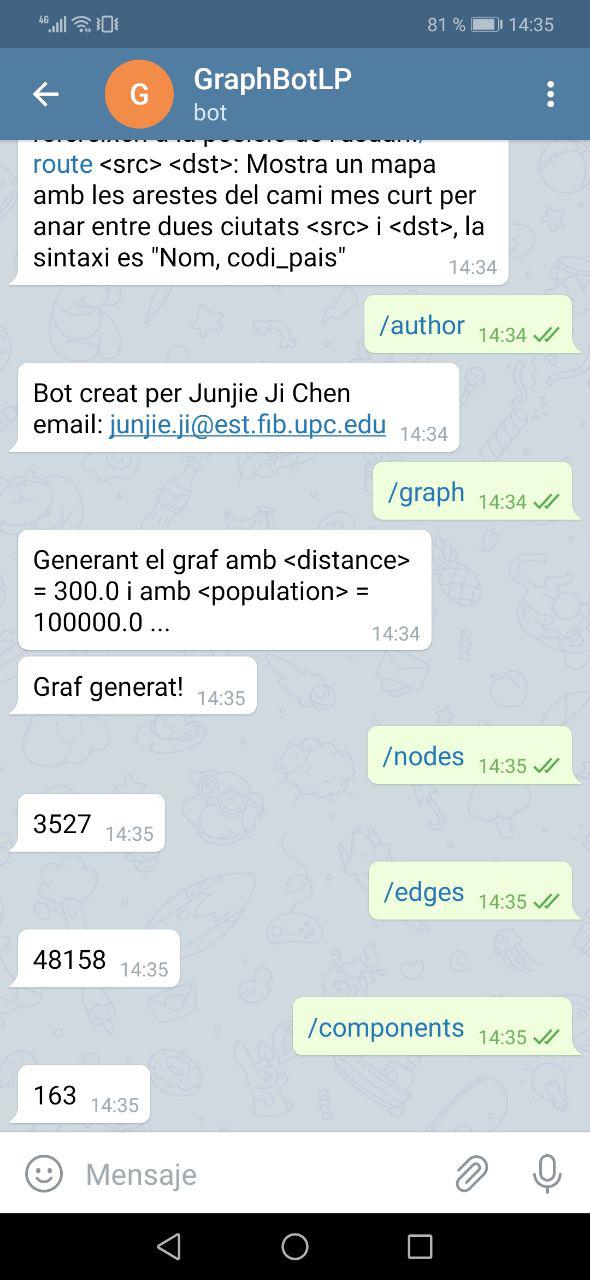 4G 81 % 14:35
G GraphBotLP
bot
route <src> <dst>: Mostra un mapa
amb les arestes del cami mes curt per
anar entre dues ciutats <src> i <dst>, la
sintaxi es "Nom, codi_pais"
14:34
/author 14:34
Bot creat per Junjie Ji Chen
email: junjie.ji@est.fib.upc.edu 14:34
/graph 14:34
Generant el graf amb <distance>
= 300.0 i amb <population> =
100000.0 ... 14:34
Graf generat! 14:35
/nodes 14:35
3527 14:35
/edges 14:35
48158 14:35
/components 14:35
163 14:35
Mensaje